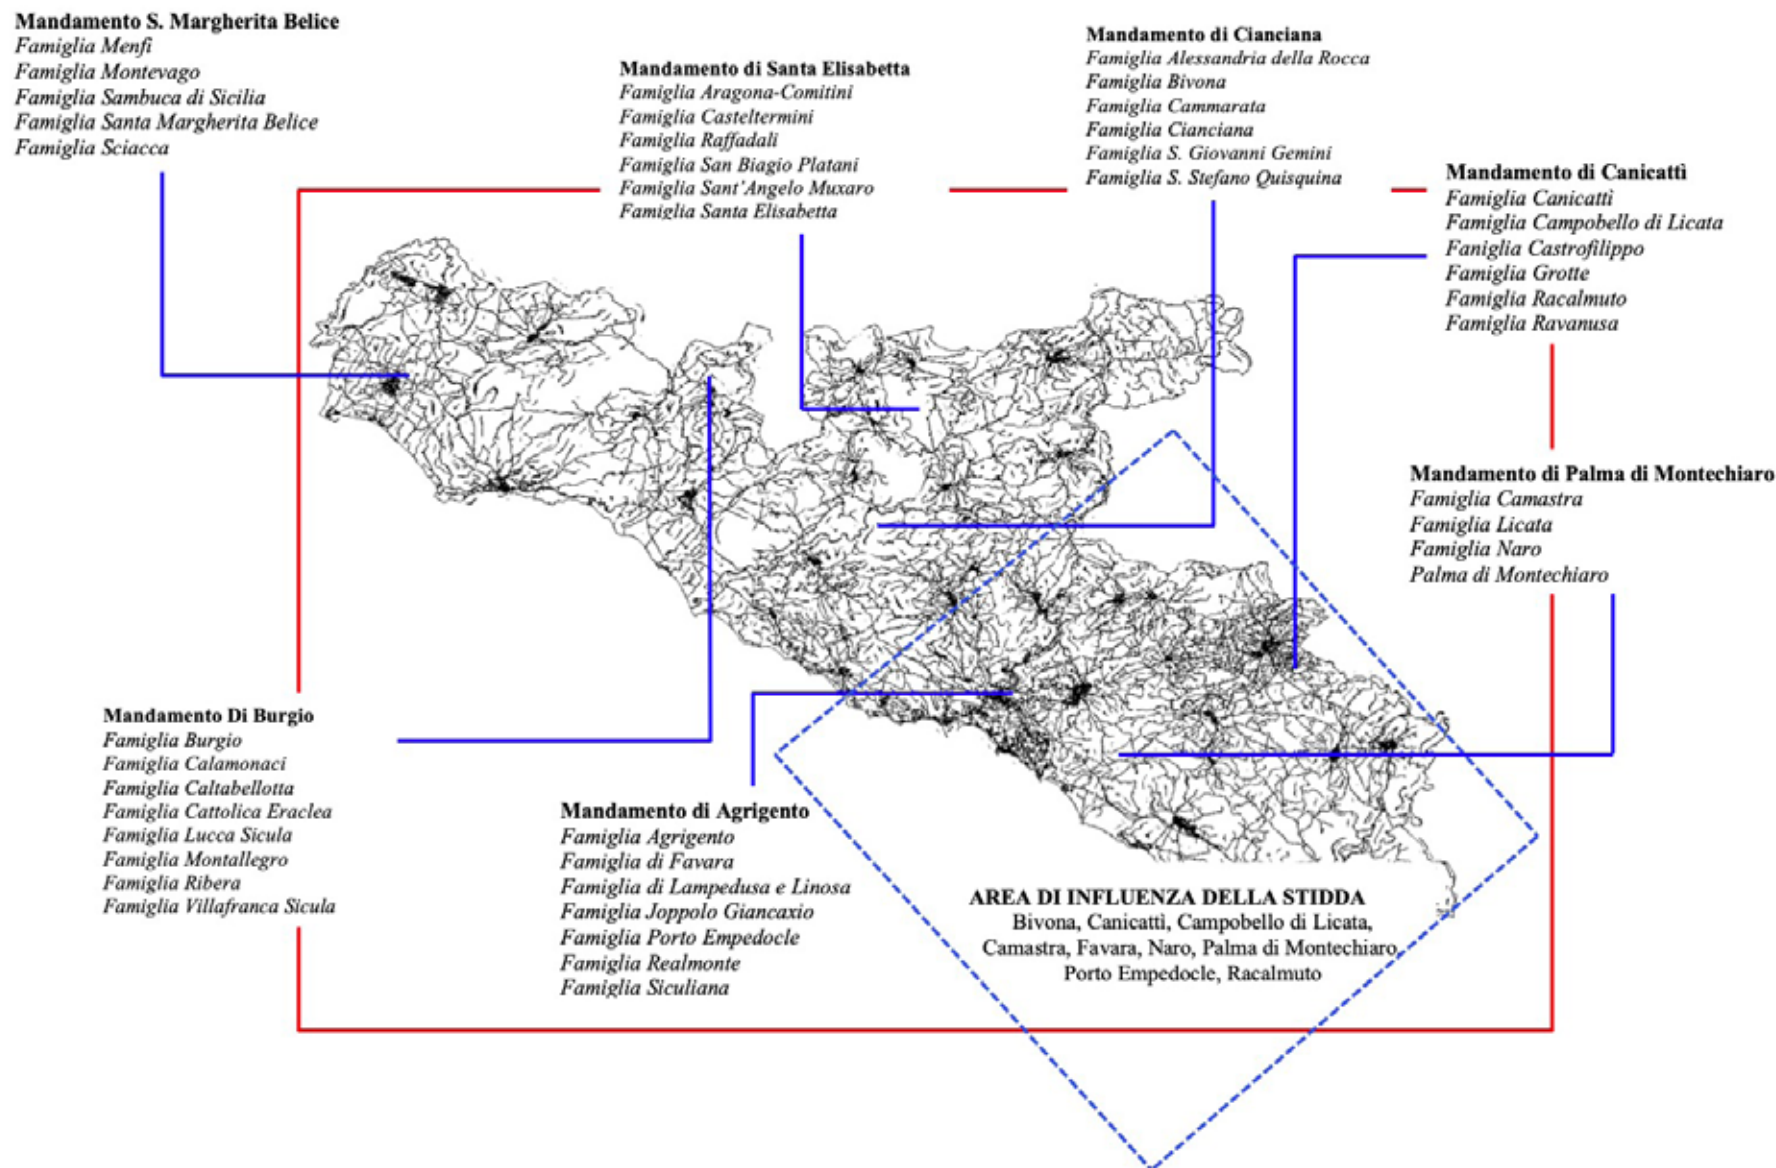 Mandamento S. Margherita Belice
Famiglia Menfi
Famiglia Montevago
Famiglia Sambuca di Sicilia
Famiglia Santa Margherita Belice
Famiglia Sciacca
Mandamento di Santa Elisabetta
Famiglia Aragona-Comitini
Famiglia Casteltermini
Famiglia Raffadali
Famiglia San Biagio Platani
Famiglia Sant'Angelo Muxaro
Famiglia Santa Elisabetta
Mandamento di Cianciana
Famiglia Alessandria della Rocca
Famiglia Bivona
Famiglia Cammarata
Famiglia Cianciana
Famiglia S. Giovanni Gemini
Famiglia S. Stefano Quisquina
Mandamento di Canicattì
Famiglia Canicattì
Famiglia Campobello di Licata
Faniglia Castrofilippo
Famiglia Grotte
Famiglia Racalmuto
Famiglia Ravanusa
Mandamento di Palma di Montechiaro
Famiglia Camastra
Famiglia Licata
Famiglia Naro
Palma di Montechiaro
Mandamento Di Burgio
Famiglia Burgio
Famiglia Calamonaci
Famiglia Caltabellotta
Famiglia Cattolica Eraclea
Famiglia Lucca Sicula
Famiglia Montallegro
Famiglia Ribera
Famiglia Villafranca Sicula
Mandamento di Agrigento
Famiglia Agrigento
Famiglia di Favara
Famiglia di Lampedusa e Linosa
Famiglia Joppolo Giancaxio
Famiglia Porto Empedocle
Famiglia Realmonte
Famiglia Siculiana
AREA DI INFLUENZA DELLA STIDDA
Bivona, Canicattì, Campobello di Licata,
Camastra, Favara, Naro, Palma di Montechiaro,
Porto Empedocle, Racalmuto